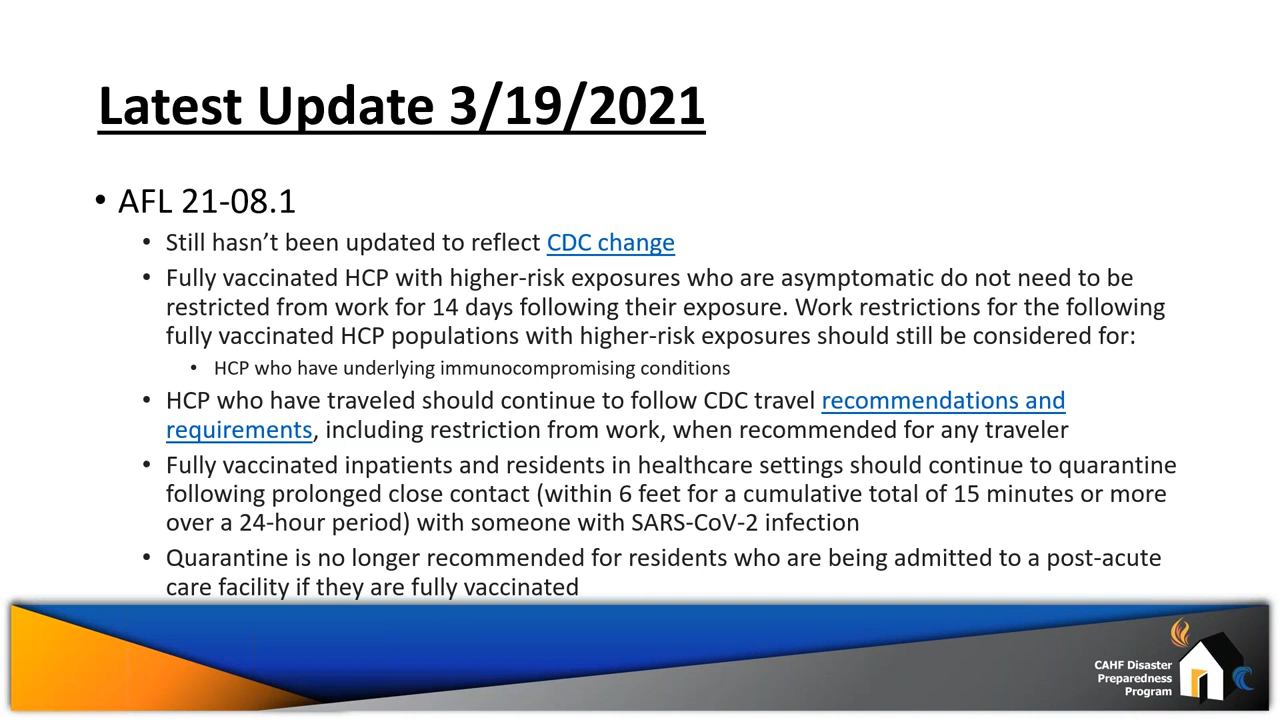 Latest Update 3/19/2021
• AFL 21-08.1
• Still hasn’t been updated to reflect CDC change
• Fully vaccinated HCP with higher-risk exposures who are asymptomatic do not need to be
restricted from work for 14 days following their exposure. Work restrictions for the following
fully vaccinated HCP populations with higher-risk exposures should still be considered for:
• HCP who have underlying immunocompromising conditions
• HCP who have traveled should continue to follow CDC travel recommendations and
requirements, including restriction from work, when recommended for any traveler
• Fully vaccinated inpatients and residents in healthcare settings should continue to quarantine
following prolonged close contact (within 6 feet for a cumulative total of 15 minutes or more
over a 24-hour period) with someone with SARS-CoV-2 infection
• Quarantine is no longer recommended for residents who are being admitted to a post-acute
care facility if they are fully vaccinated
CAHF Disaster
Preparedness
Program